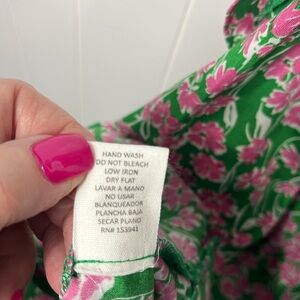 HAND WASH
DO NOT BLEACH
LOW IRON
DRY FLAT
LAVAR A MANO
NO USAR
BLANQUEADOR
PLANCHA BAJA
SECAR PLANO
RN# 153941